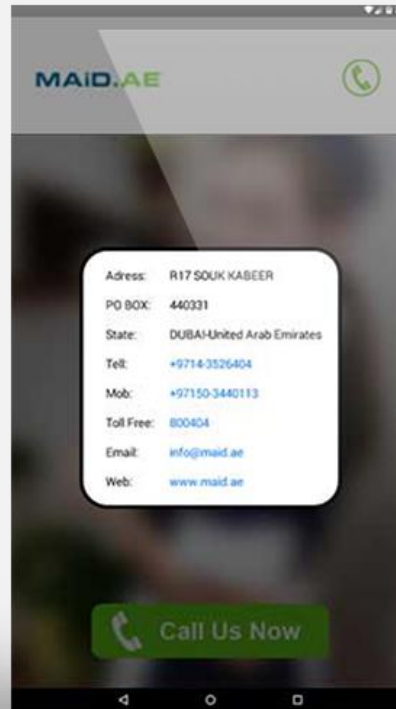 MAiD.AE
Adress: R17 SOUK KABEER
PO BOX: 440331
State: DUBAI-United Arab Emirates
Tell: +9714-3526404
Mob: +97150-3440113
Toll Free: 800404
Email: info@maid.ae
Web: www.maid.ae
Call Us Now